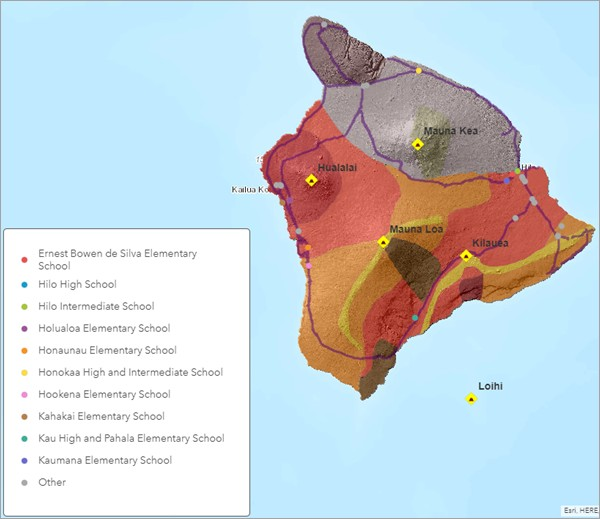 Mauna Kea
Hualalai
Kailua Ko
Mauna Loa
Kilauea
Loihi
Ernest Bowen de Silva Elementary
School
Hilo High School
Hilo Intermediate School
Holualoa Elementary School
Honaunau Elementary School
Honokaa High and Intermediate School
Hookena Elementary School
Kahakai Elementary School
Kau High and Pahala Elementary School
Kaumana Elementary School
Other
Esri, HERE,